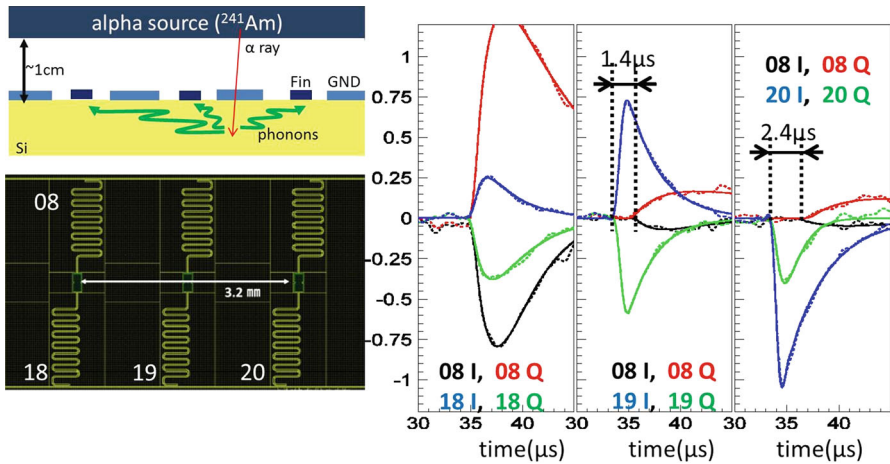 alpha source (²⁴¹Am)
α ray
~1cm
Fin
GND
phonons
Si
08
3.2 mm
18
19
20
1
0.75
0.5
0.25
0
-0.25
-0.5
-0.75
-1
1.4μs
08 I, 08 Q
20 I, 20 Q
2.4μs
08 I, 08 Q
18 I, 18 Q
08 I, 08 Q
19 I, 19 Q
30 35 40 30 35 40 30 35 40
time(μs) time(μs) time(μs)